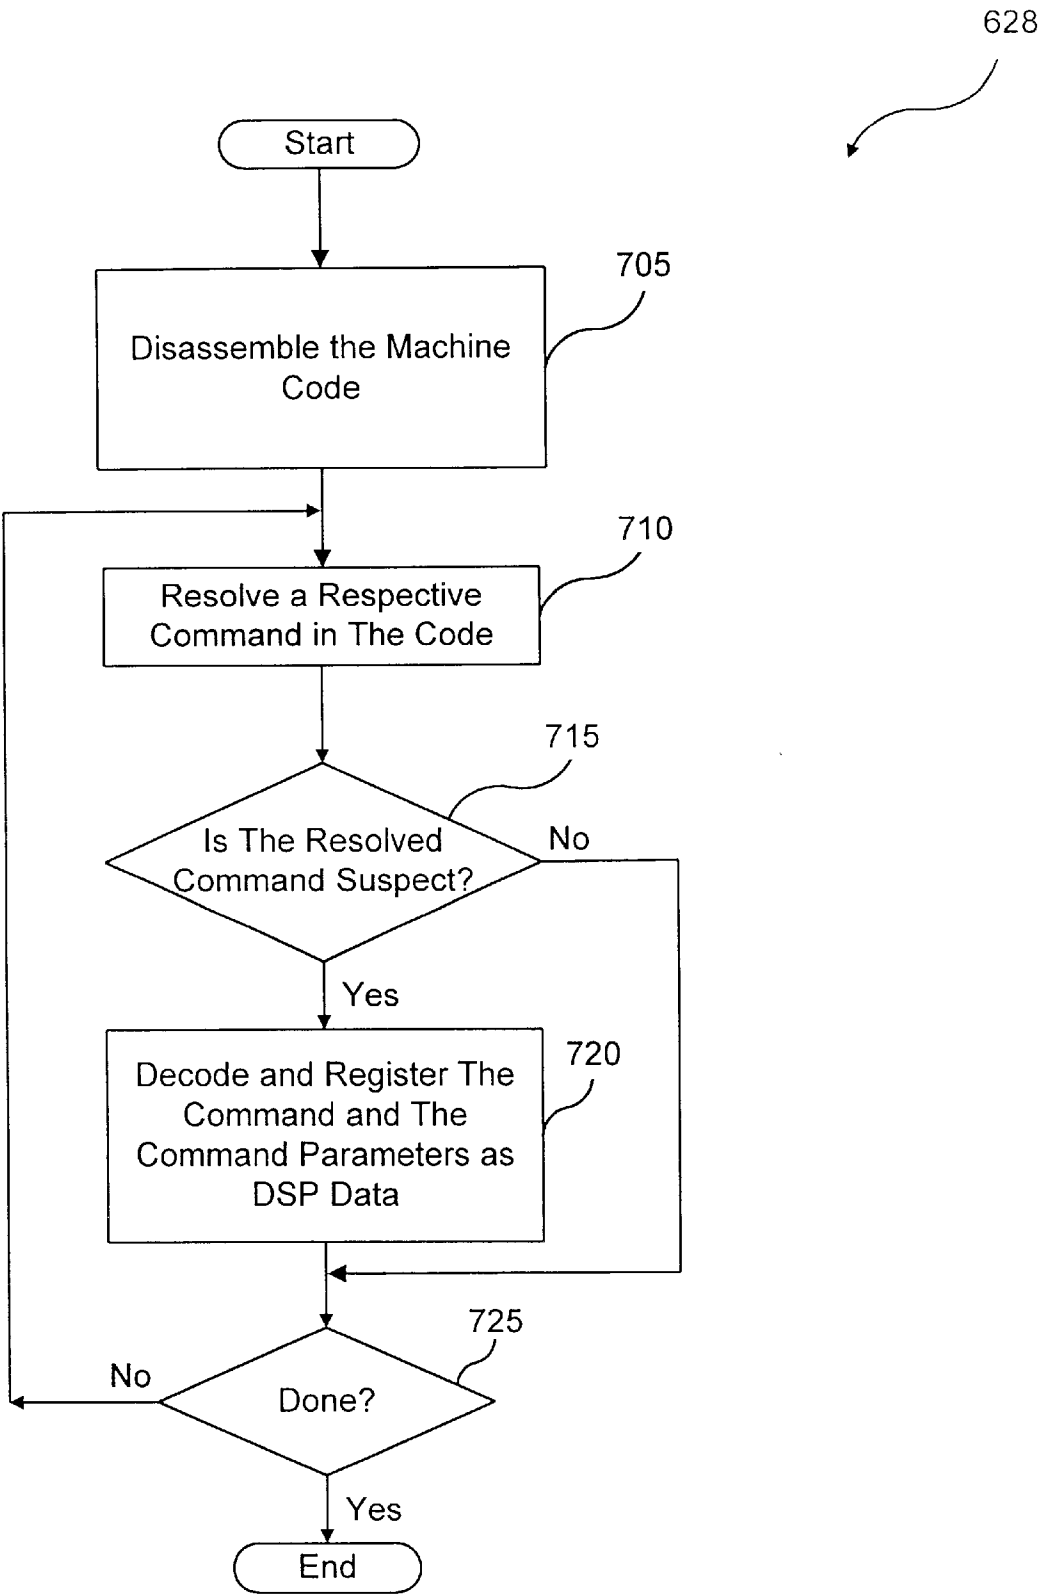 628
Start
705
Disassemble the Machine
Code
710
Resolve a Respective
Command in The Code
715
Is The Resolved
Command Suspect?
No
Yes
720
Decode and Register The
Command and The
Command Parameters as
DSP Data
725
No
Done?
Yes
End